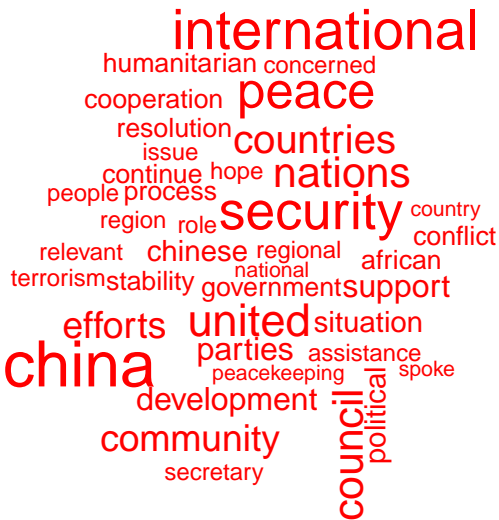 international
humanitarian concerned
cooperation peace
resolution countries
issue
continue hope nations
people process
region role security country
conflict
relevant chinese regional african
national
terrorism stability government support
efforts united situation
parties assistance
china peacekeeping spoke
development council political
community
secretary